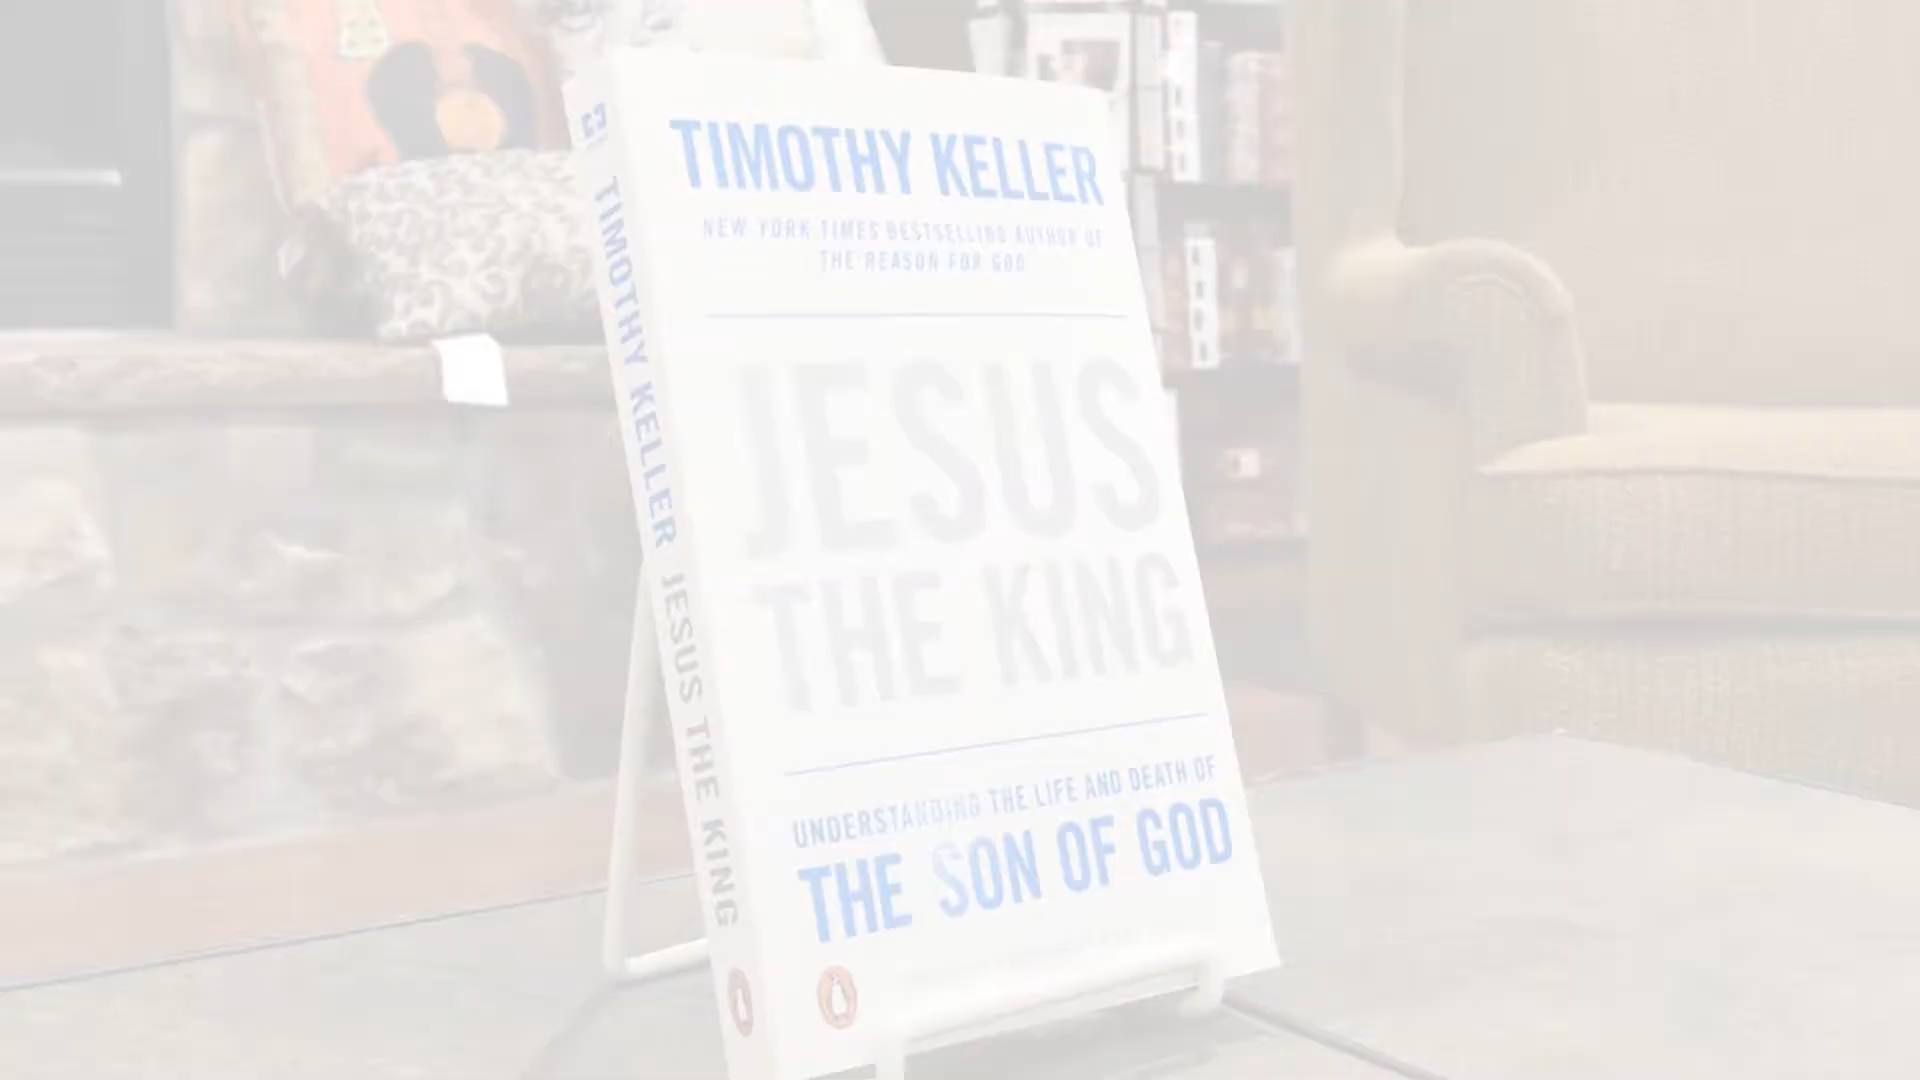 TIMOTHY KELLER
NEW YORK TIMES BESTSELLING AUTHOR OF
THE REASON FOR GOD
JESUS
THE KING
UNDERSTANDING THE LIFE AND DEATH OF
THE SON OF GOD
TIMOTHY KELLER JESUS THE KING